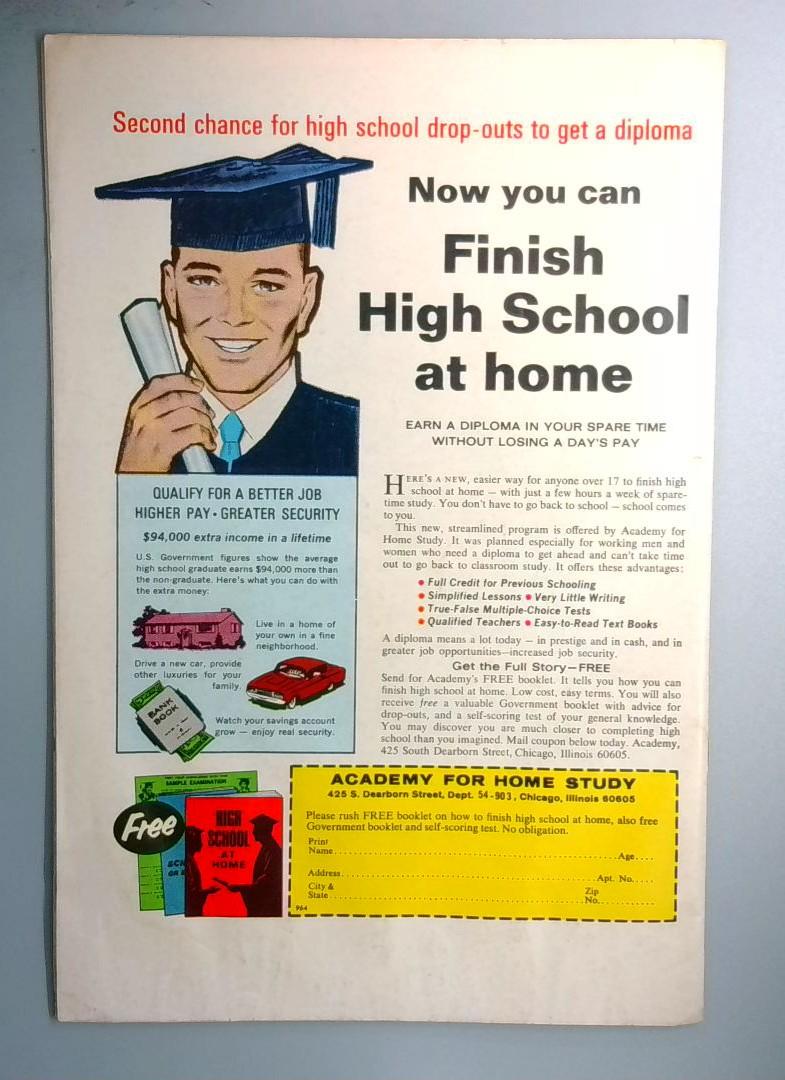 Second chance for high school drop-outs to get a diploma
Now you can
Finish
High School
at home
EARN A DIPLOMA IN YOUR SPARE TIME
WITHOUT LOSING A DAY'S PAY
HERE'S A NEW, easier way for anyone over 17 to finish high
school at home — with just a few hours a week of spare-
time study. You don't have to go back to school — school comes
to you.
This new, streamlined program is offered by Academy for
Home Study. It was planned especially for working men and
women who need a diploma to get ahead and can't take time
out to go back to classroom study. It offers these advantages:
• Full Credit for Previous Schooling
• Simplified Lessons • Very Little Writing
• True-False Multiple-Choice Tests
• Qualified Teachers • Easy-to-Read Text Books
A diploma means a lot today — in prestige and in cash, and in
greater job opportunities—increased job security.
Get the Full Story—FREE
Send for Academy's FREE booklet. It tells you how you can
finish high school at home. Low cost, easy terms. You will also
receive free a valuable Government booklet with advice for
drop-outs, and a self-scoring test of your general knowledge.
You may discover you are much closer to completing high
school than you imagined. Mail coupon below today. Academy,
425 South Dearborn Street, Chicago, Illinois 60605.
QUALIFY FOR A BETTER JOB
HIGHER PAY • GREATER SECURITY
$94,000 extra income in a lifetime
U.S. Government figures show the average
high school graduate earns $94,000 more than
the non-graduate. Here's what you can do with
the extra money:
Live in a home of
your own in a fine
neighborhood.
Drive a new car, provide
other luxuries for your
family.
BANK
BOOK
Watch your savings account
grow — enjoy real security.
SAMPLE EXAMINATION
Free
HIGH
SCHOOL
AT
HOME
ACADEMY FOR HOME STUDY
425 S. Dearborn Street, Dept. 54-903, Chicago, Illinois 60605
Please rush FREE booklet on how to finish high school at home, also free
Government booklet and self-scoring test. No obligation.
Print
Name.......... Age....
Address.......... Apt. No.....
City &
State.......... Zip
No..........
964